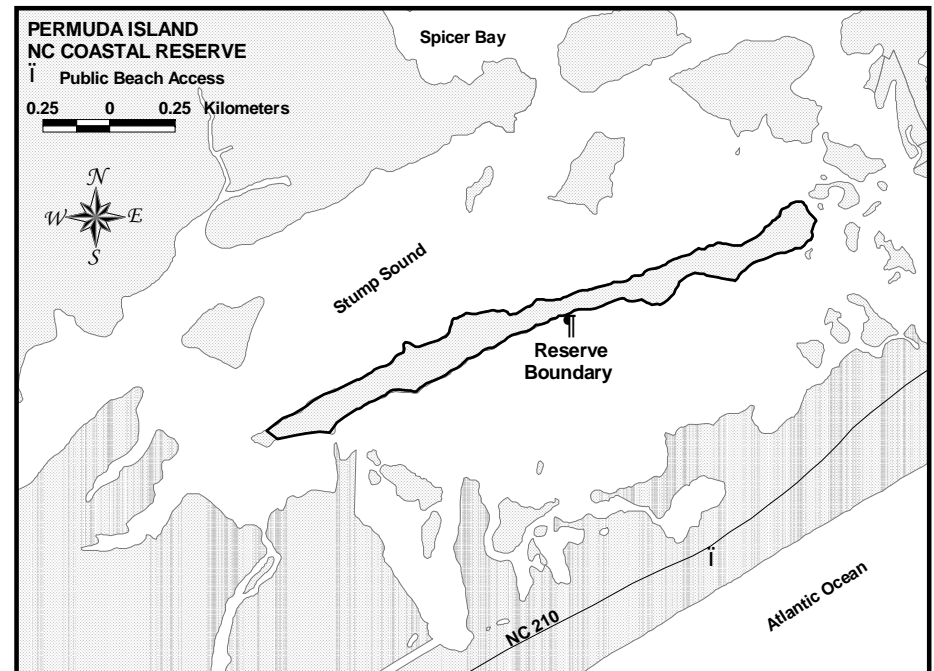 PERMUDA ISLAND
NC COASTAL RESERVE
Ï Public Beach Access
0.25 0 0.25 Kilometers
Spicer Bay
N
W E
S
Stump Sound
¶
Reserve
Boundary
Ï
NC 210
Atlantic Ocean